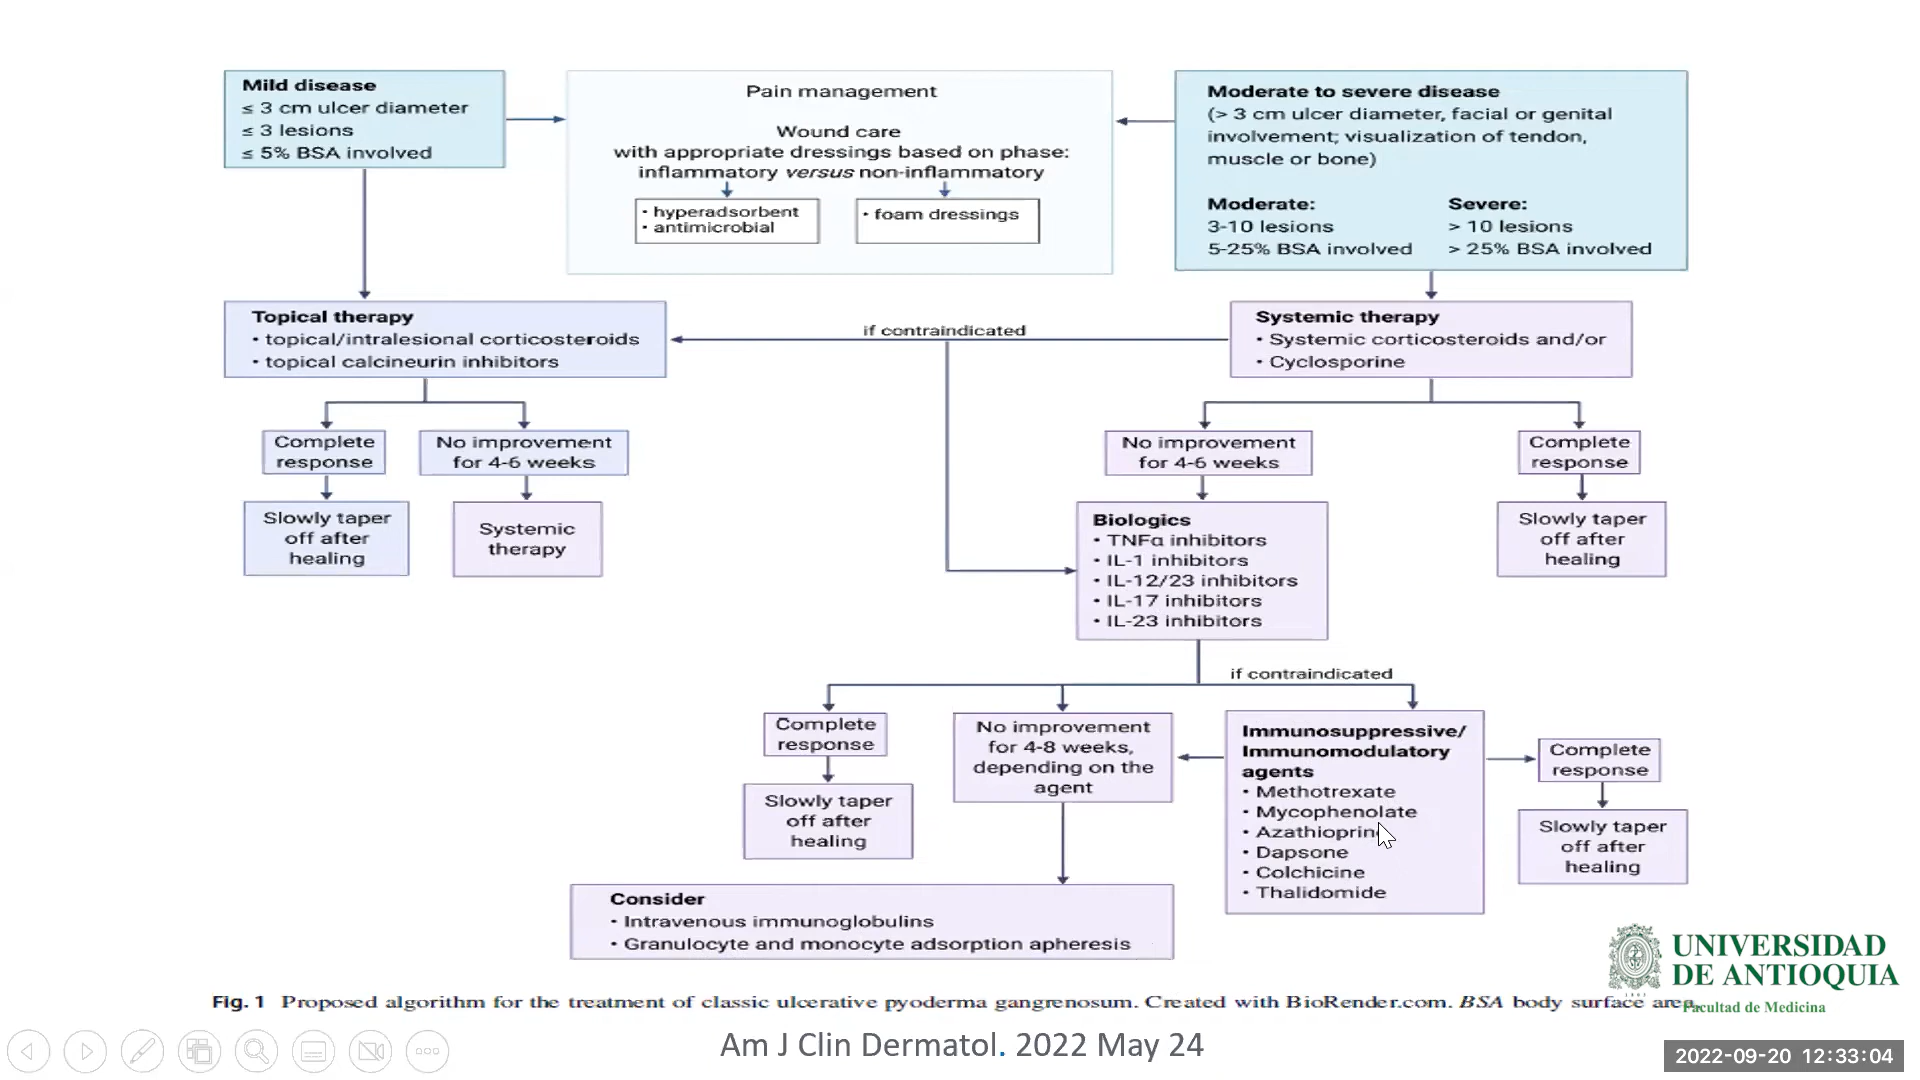 Mild disease
≤ 3 cm ulcer diameter
≤ 3 lesions
≤ 5% BSA involved
Pain management
Wound care
with appropriate dressings based on phase:
inflammatory versus non-inflammatory
• hyperadsorbent
• antimicrobial
• foam dressings
Moderate to severe disease
(> 3 cm ulcer diameter, facial or genital
involvement; visualization of tendon,
muscle or bone)
Moderate:
3-10 lesions
5-25% BSA involved
Severe:
> 10 lesions
> 25% BSA involved
Topical therapy
• topical/intralesional corticosteroids
• topical calcineurin inhibitors
if contraindicated
Systemic therapy
• Systemic corticosteroids and/or
• Cyclosporine
Complete
response
No improvement
for 4-6 weeks
No improvement
for 4-6 weeks
Complete
response
Slowly taper
off after
healing
Systemic
therapy
Biologics
• TNFα inhibitors
• IL-1 inhibitors
• IL-12/23 inhibitors
• IL-17 inhibitors
• IL-23 inhibitors
Slowly taper
off after
healing
if contraindicated
Complete
response
No improvement
for 4-8 weeks,
depending on the
agent
Immunosuppressive/
Immunomodulatory
agents
• Methotrexate
• Mycophenolate
• Azathioprine
• Dapsone
• Colchicine
• Thalidomide
Complete
response
Slowly taper
off after
healing
Slowly taper
off after
healing
Consider
• Intravenous immunoglobulins
• Granulocyte and monocyte adsorption apheresis
UNIVERSIDAD
DE ANTIOQUIA
Facultad de Medicina
Fig. 1 Proposed algorithm for the treatment of classic ulcerative pyoderma gangrenosum. Created with BioRender.com. BSA body surface area.
Am J Clin Dermatol. 2022 May 24
2022-09-20 12:33:04